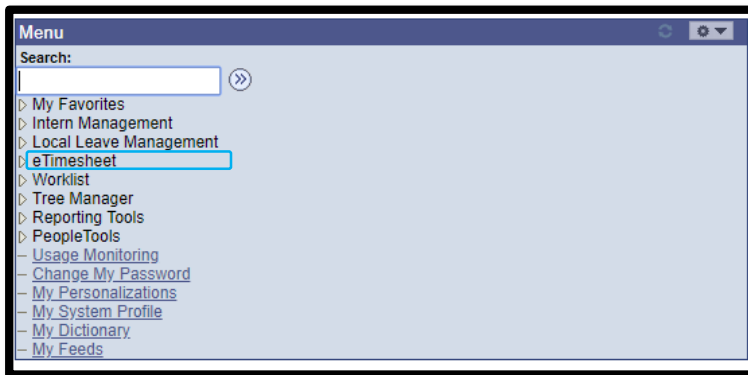 Menu
Search:
My Favorites
Intern Management
Local Leave Management
eTimesheet
Worklist
Tree Manager
Reporting Tools
PeopleTools
– Usage Monitoring
– Change My Password
– My Personalizations
– My System Profile
– My Dictionary
– My Feeds